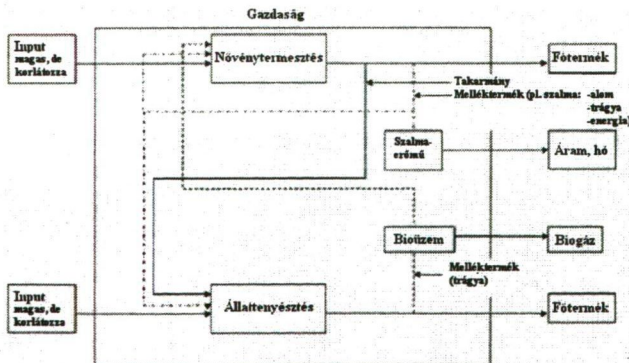 Gazdaság
Input
magas, de
korlátozza
Növénytermesztés
Főtermék
Takarmány
Melléktermék (pl. szalma: -alom
-trágya
-energia)
Szalma-
erőmű
Áram, hő
Bioüzem
Biogáz
Melléktermék
(trágya)
Input
magas, de
korlátozza
Állattenyésztés
Főtermék